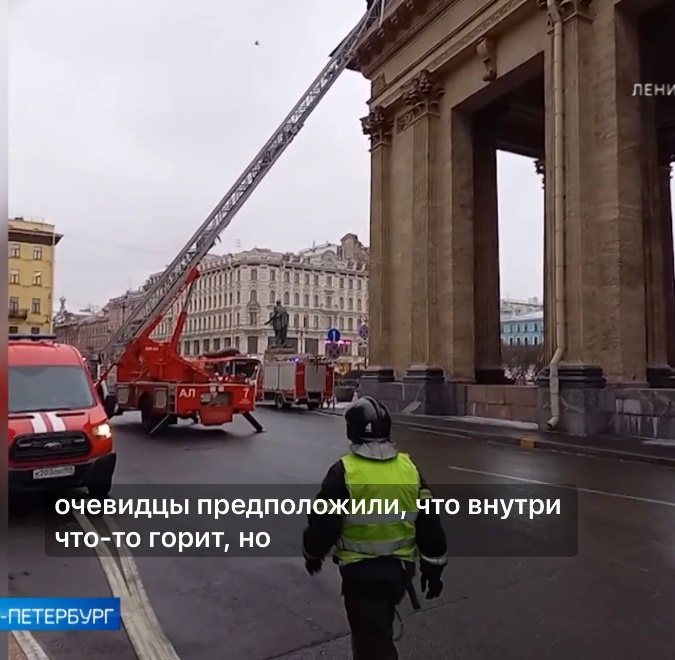 ЛЕНИ
АЛ
7
очевидцы предположили, что внутри
что-то горит, но
-ПЕТЕРБУРГ